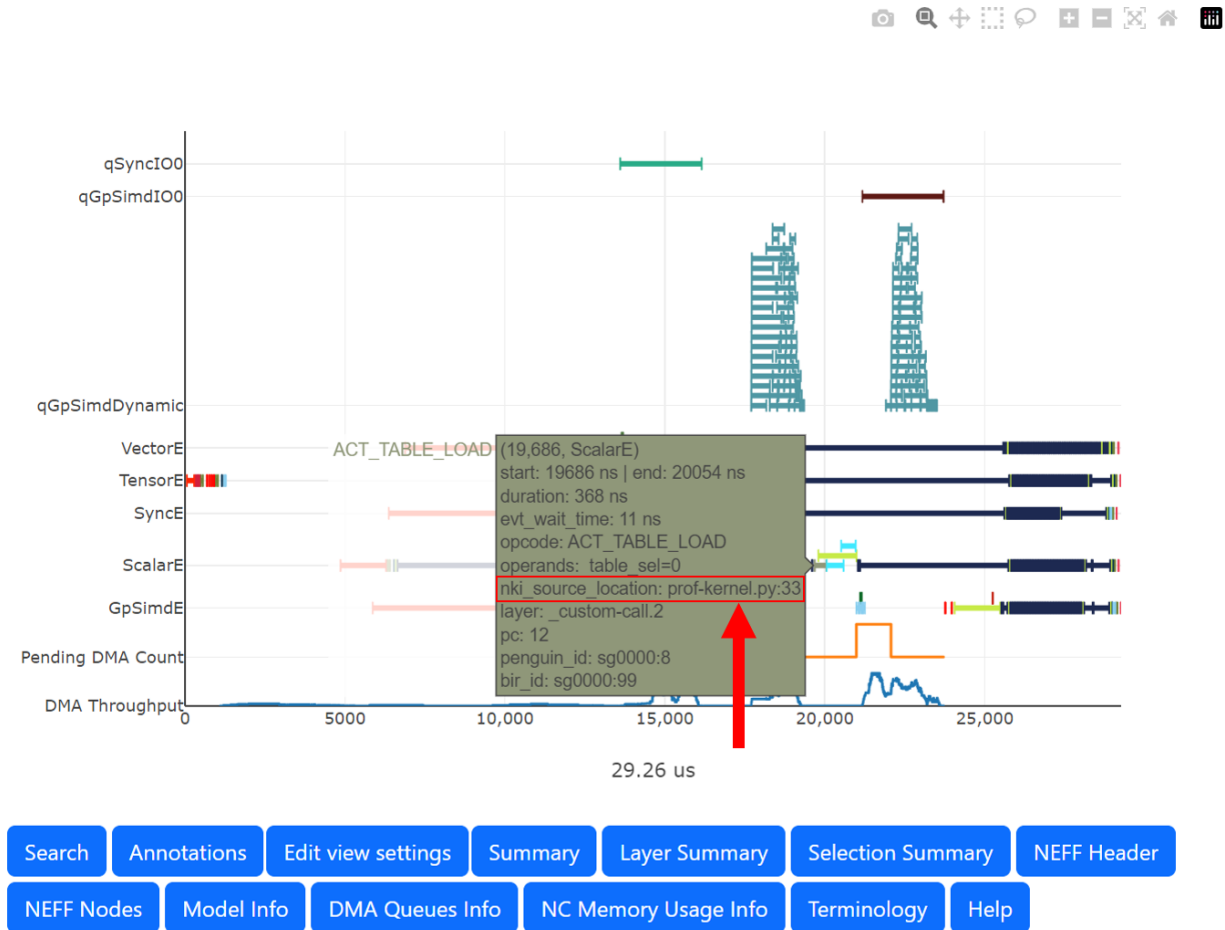 qSyncIO0
qGpSimdIO0
qGpSimdDynamic
VectorE
TensorE
SyncE
ScalarE
GpSimdE
Pending DMA Count
DMA Throughput
ACT_TABLE_LOAD (19,686, ScalarE)
start: 19686 ns | end: 20054 ns
duration: 368 ns
evt_wait_time: 11 ns
opcode: ACT_TABLE_LOAD
operands: table_sel=0
nki_source_location: prof-kernel.py:33
layer: _custom-call.2
pc: 12
penguin_id: sg0000:8
bir_id: sg0000:99
0 5000 10,000 15,000 20,000 25,000
29.26 us
Search Annotations Edit view settings Summary Layer Summary Selection Summary NEFF Header
NEFF Nodes Model Info DMA Queues Info NC Memory Usage Info Terminology Help